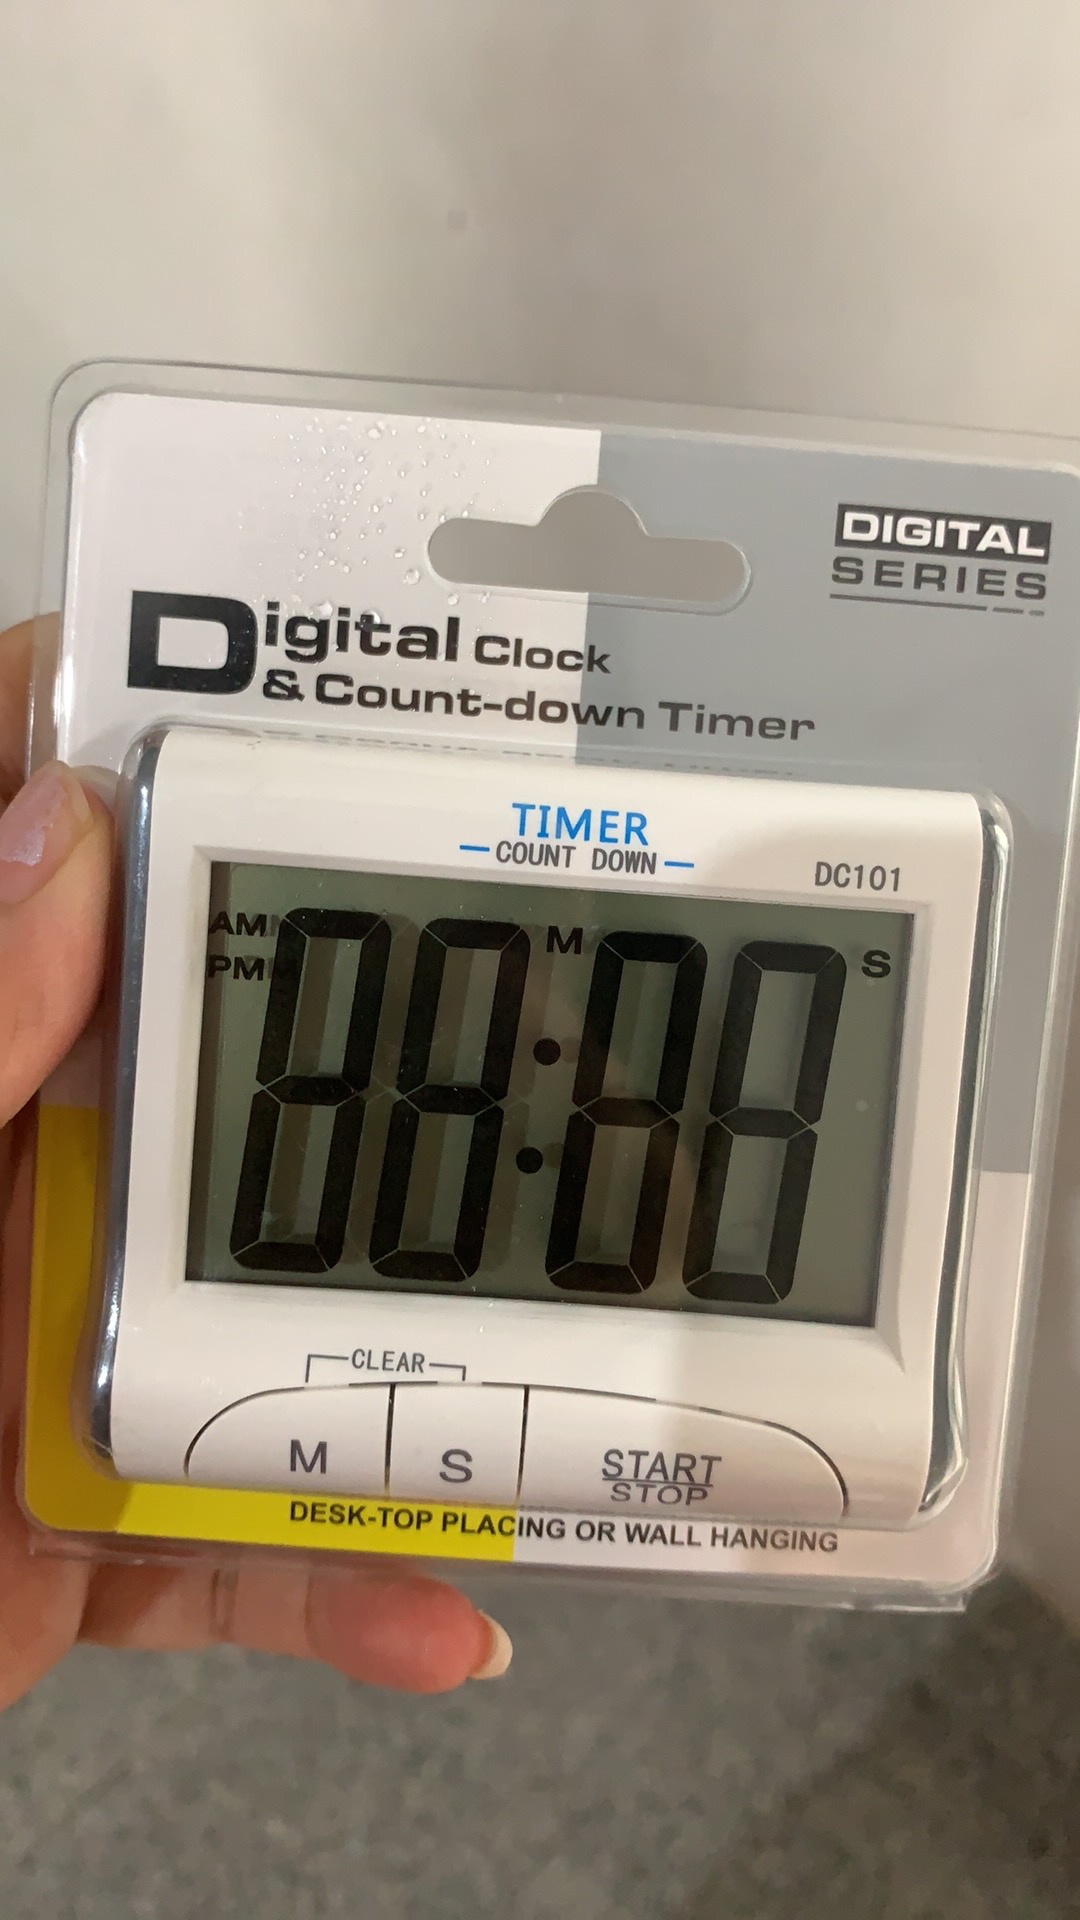 DIGITAL
SERIES
Digital Clock
& Count-down Timer
TIMER
COUNT DOWN
DC101
AM
PM
M
S
88:88
CLEAR
M
S
START
STOP
DESK-TOP PLACING OR WALL HANGING